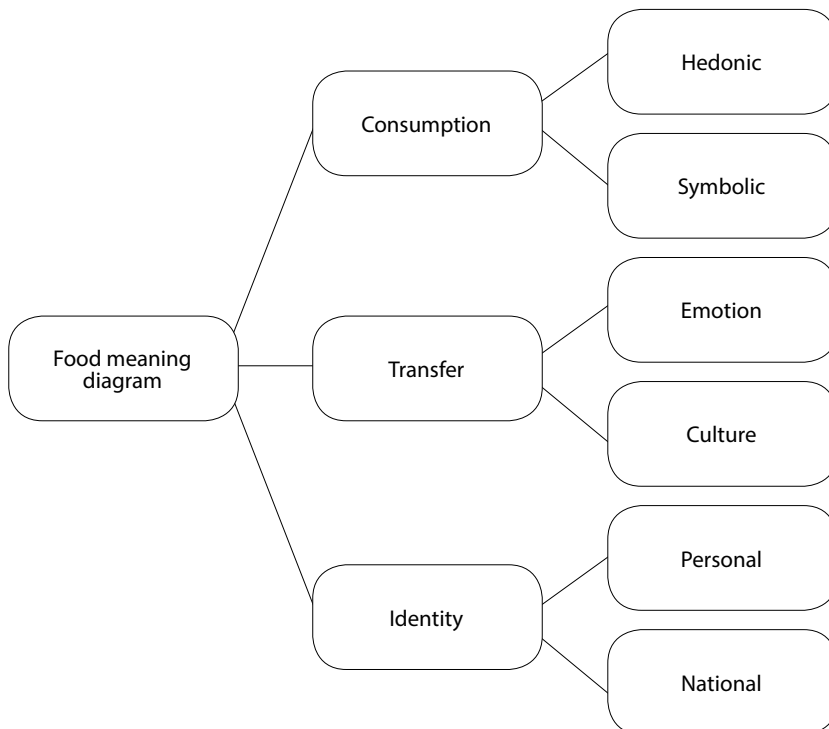 Food meaning
diagram
Consumption
Hedonic
Symbolic
Transfer
Emotion
Culture
Identity
Personal
National